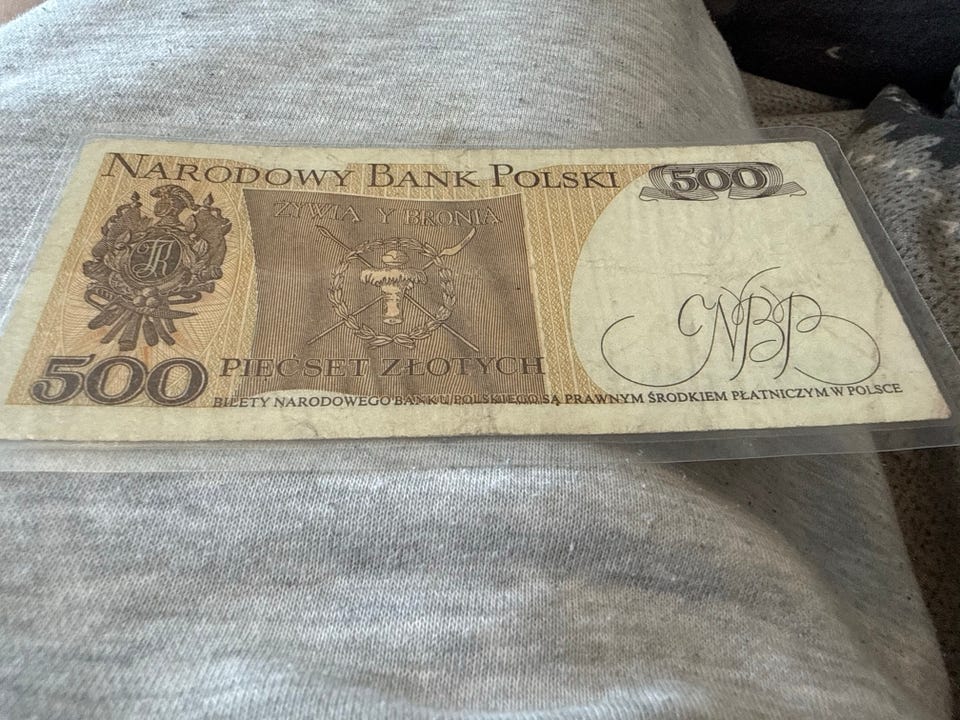 NARODOWY BANK POLSKI
500
ŻYWIĄ Y BRONIĄ
TK
NBP
500
PIĘĆSET ZŁOTYCH
BILETY NARODOWEGO BANKU POLSKIEGO SĄ PRAWNYM ŚRODKIEM PŁATNICZYM W POLSCE